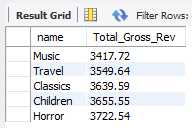 Result Grid Filter Rows:
name Total_Gross_Rev
Music 3417.72
Travel 3549.64
Classics 3639.59
Children 3655.55
Horror 3722.54